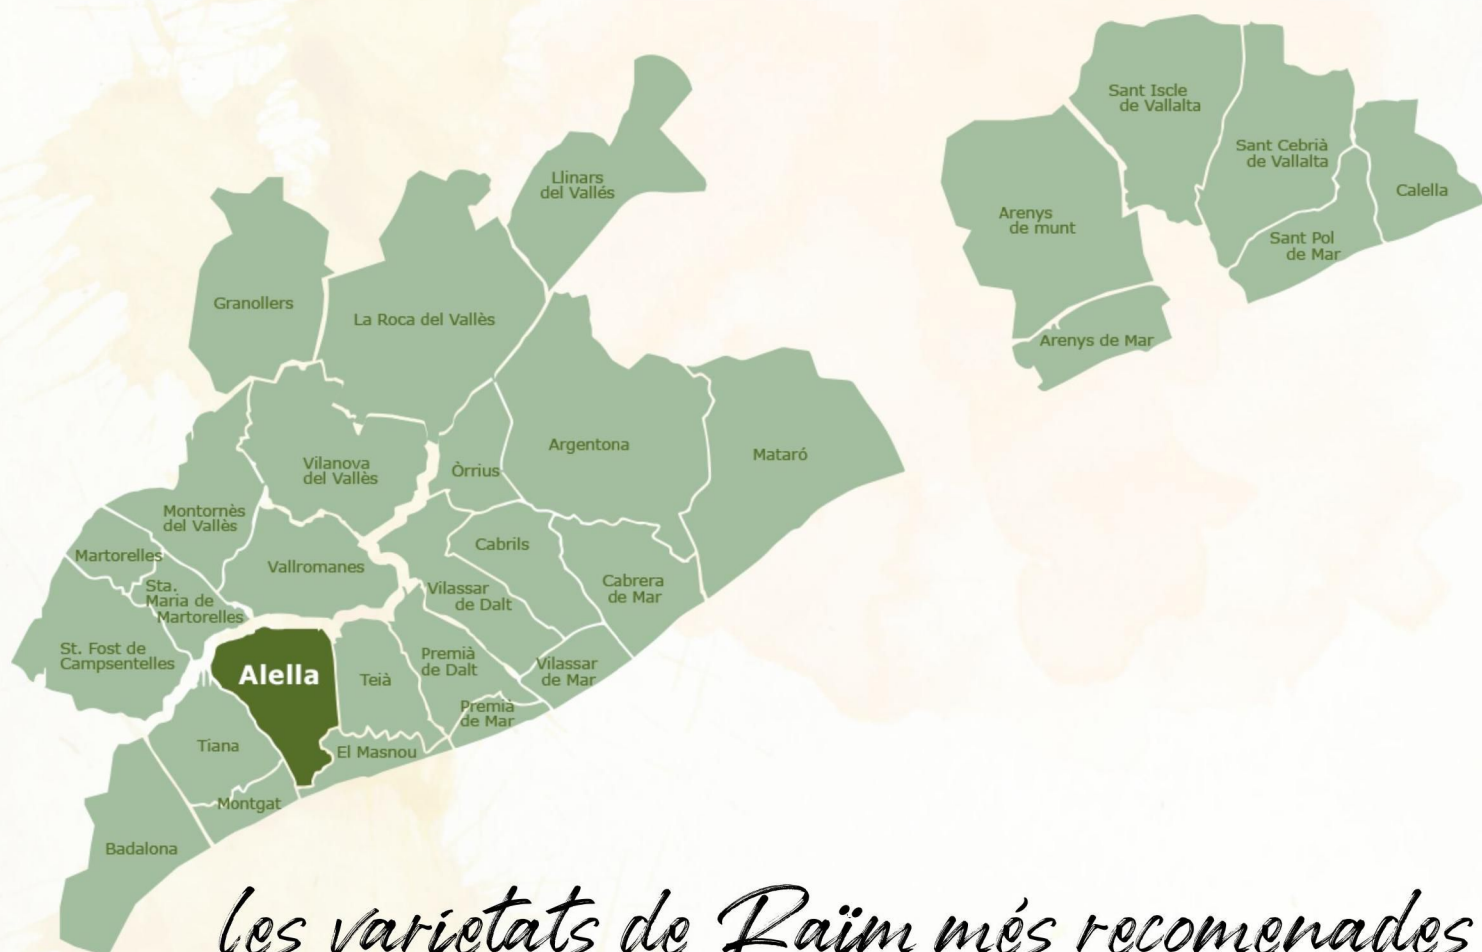 Sant Iscle
de Vallalta
Sant Cebrià
de Vallalta
Calella
Arenys
de munt
Sant Pol
de Mar
Arenys de Mar
Llinars
del Vallés
Granollers
La Roca del Vallès
Argentona
Mataró
Vilanova
del Vallès
Òrrius
Montornès
del Vallès
Martorelles
Vallromanes
Cabrils
Sta.
Maria de
Martorelles
Vilassar
de Dalt
Cabrera
de Mar
St. Fost de
Campsentelles
Alella
Teià
Premià
de Dalt
Vilassar
de Mar
Premià
de Mar
Tiana
El Masnou
Montgat
Badalona
les varietats de Raïm més recomenades